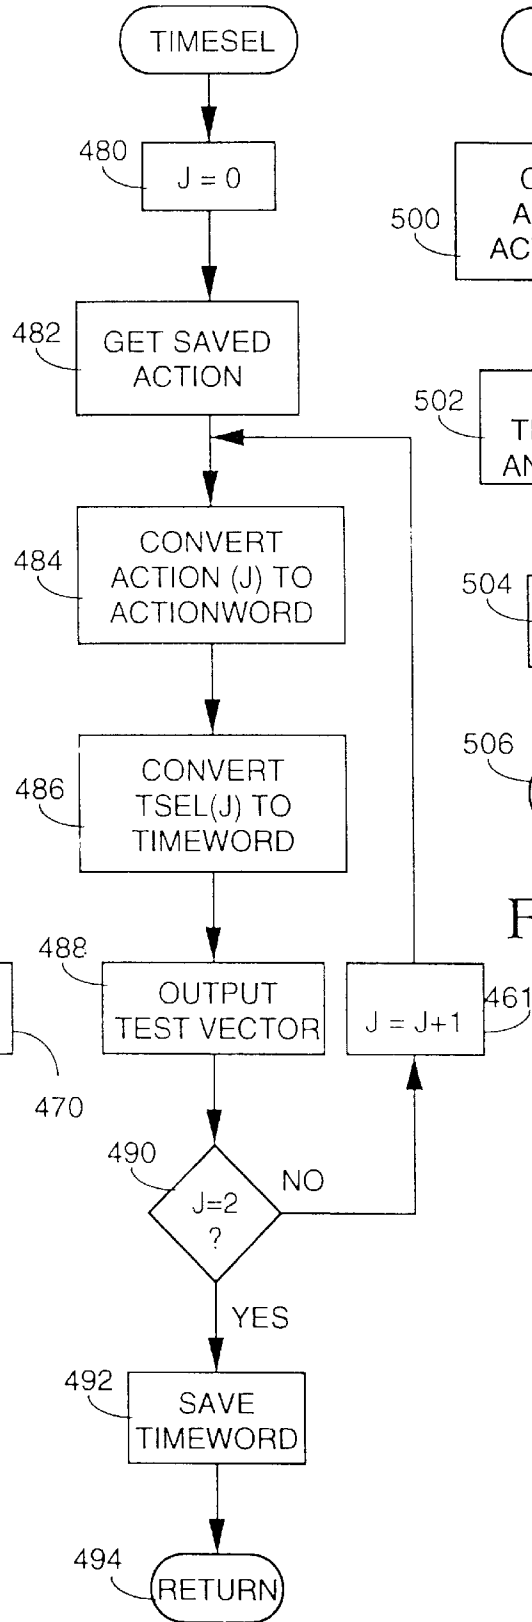 TIMESEL
480
J = 0
482
GET SAVED
ACTION
484
CONVERT
ACTION (J) TO
ACTIONWORD
486
CONVERT
TSEL(J) TO
TIMEWORD
488
OUTPUT
TEST VECTOR
461
J = J+1
470
490
J=2
?
NO
YES
492
SAVE
TIMEWORD
494
RETURN
500
502
504
506